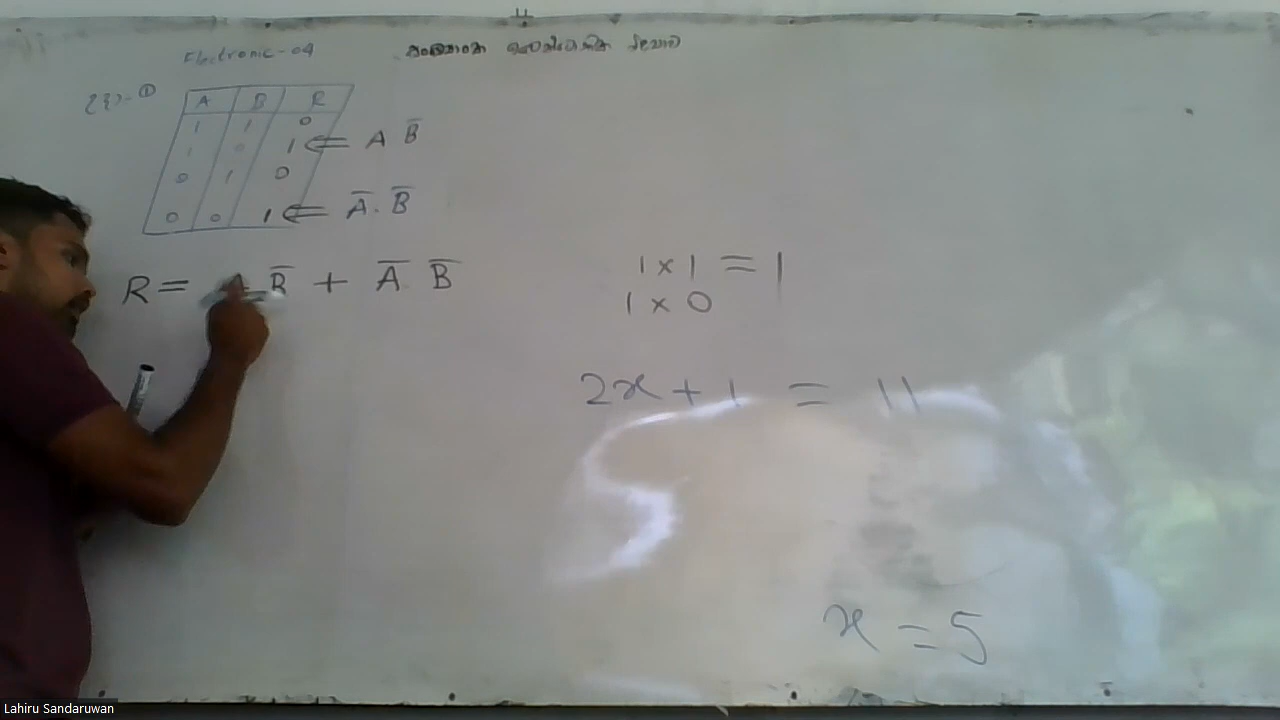 Electronic - 04
①
A B R
1 1 0
1 0 1 ⇐ A B̅
0 1 0
0 0 1 ⇐ A̅ . B̅
R = A B̅ + A̅ B̅
1 x 1 = 1
1 x 0
2x + 1 = 11
x = 5
Lahiru Sandaruwan